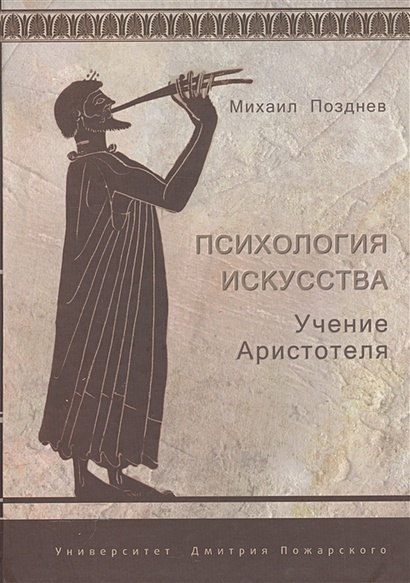 Михаил Позднев
ПСИХОЛОГИЯ
ИСКУССТВА
Учение
Аристотеля
Университет Дмитрия Пожарского